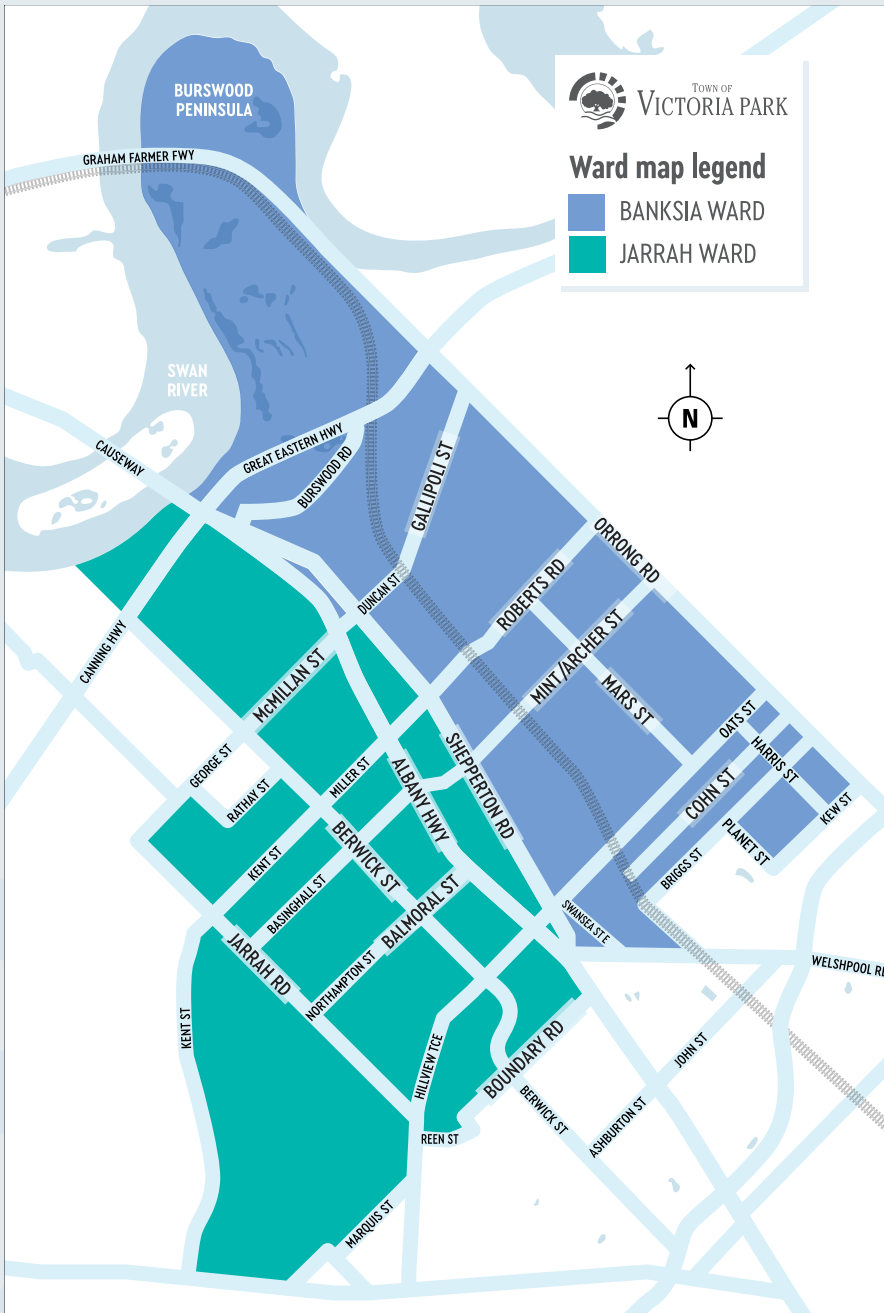 BURSWOOD
PENINSULA
TOWN OF
VICTORIA PARK
Ward map legend
BANKSIA WARD
JARRAH WARD
GRAHAM FARMER FWY
SWAN
RIVER
N
CAUSEWAY
GREAT EASTERN HWY
BURSWOOD RD
GALLIPOLI ST
ORRONG RD
DUNCAN ST
ROBERTS RD
CANNING HWY
McMILLAN ST
MINT/ARCHER ST
MARS ST
OATS ST
HARRIS ST
GEORGE ST
RATHAY ST
MILLER ST
ALBANY HWY
SHEPPERTON RD
COHN ST
KEW ST
PLANET ST
BRIGGS ST
KENT ST
BERWICK ST
BASINGHALL ST
BALMORAL ST
SWANSEA ST E
JARRAH RD
NORTHAMPTON ST
WELSHPOOL RD
KENT ST
HILLVIEW TCE
BOUNDARY RD
JOHN ST
BERWICK ST
ASHBURTON ST
REEN ST
MARQUIS ST